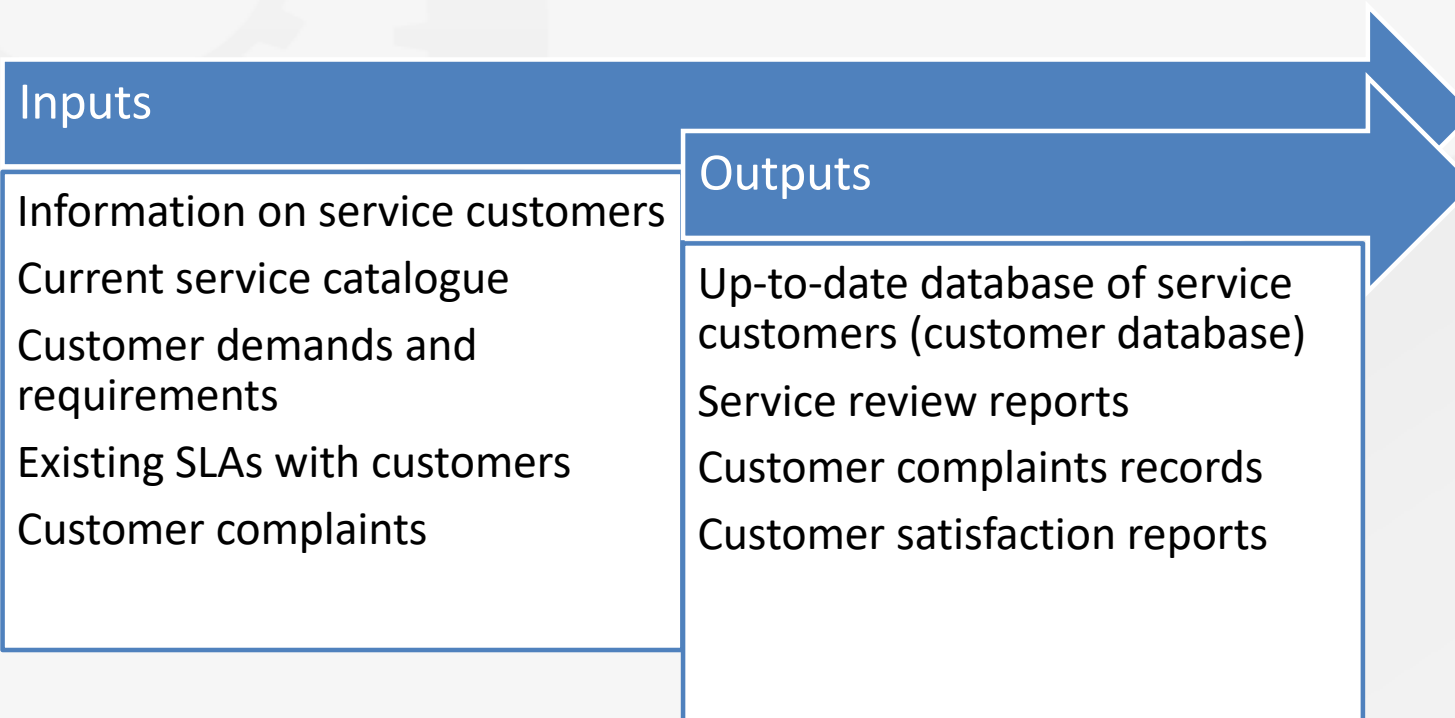 Inputs
Information on service customers
Current service catalogue
Customer demands and
requirements
Existing SLAs with customers
Customer complaints
Outputs
Up-to-date database of service
customers (customer database)
Service review reports
Customer complaints records
Customer satisfaction reports